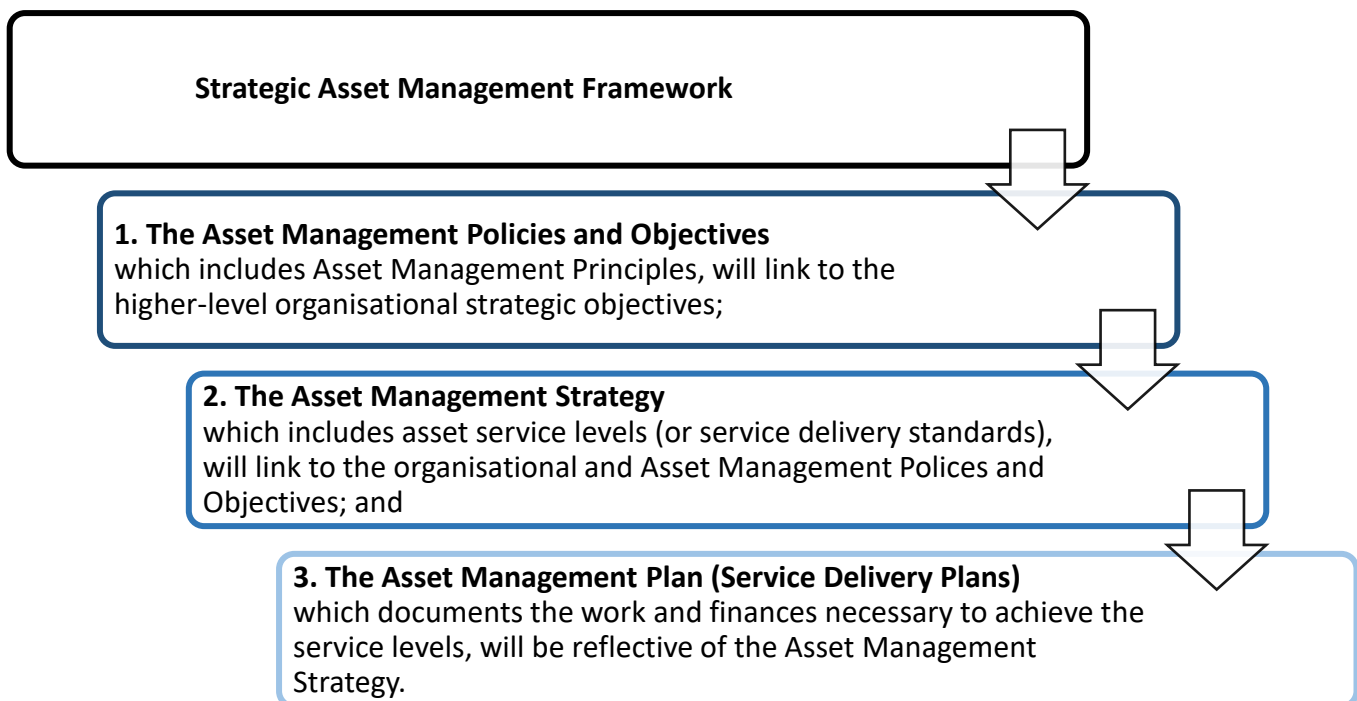 Strategic Asset Management Framework
1. The Asset Management Policies and Objectives
which includes Asset Management Principles, will link to the
higher-level organisational strategic objectives;
2. The Asset Management Strategy
which includes asset service levels (or service delivery standards),
will link to the organisational and Asset Management Polices and
Objectives; and
3. The Asset Management Plan (Service Delivery Plans)
which documents the work and finances necessary to achieve the
service levels, will be reflective of the Asset Management
Strategy.